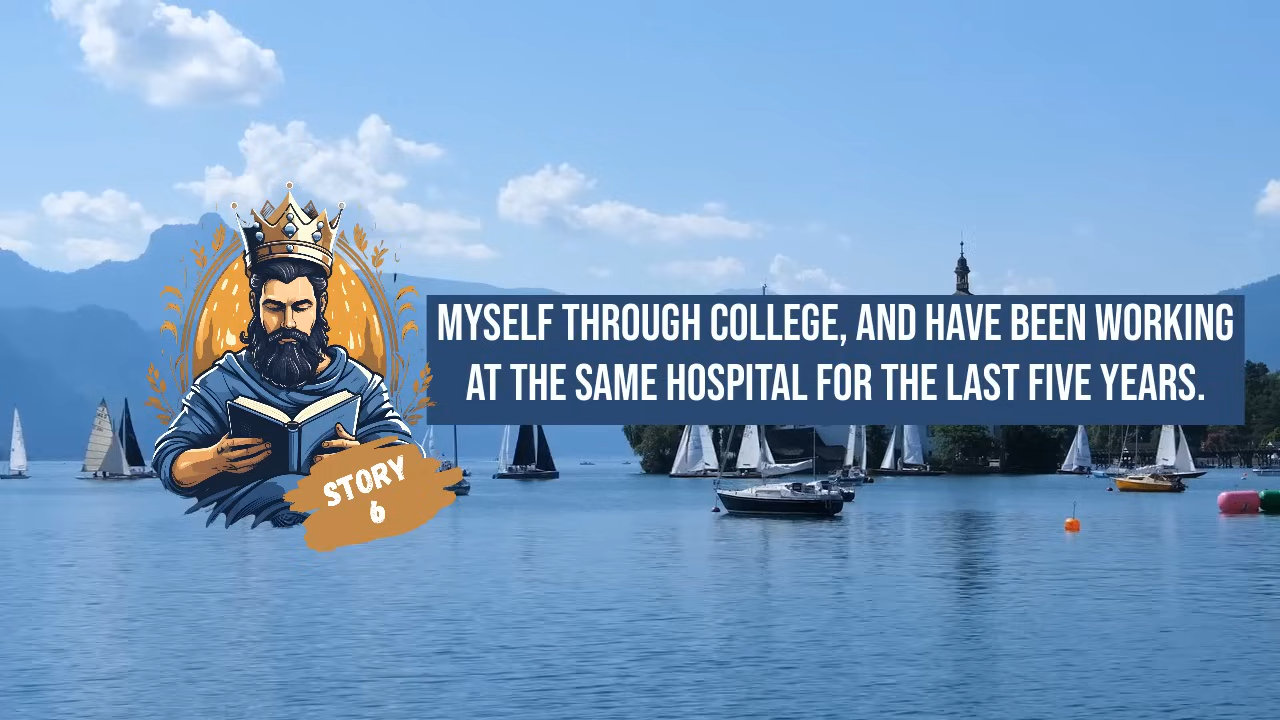 MYSELF THROUGH COLLEGE, AND HAVE BEEN WORKING
AT THE SAME HOSPITAL FOR THE LAST FIVE YEARS.
STORY
6